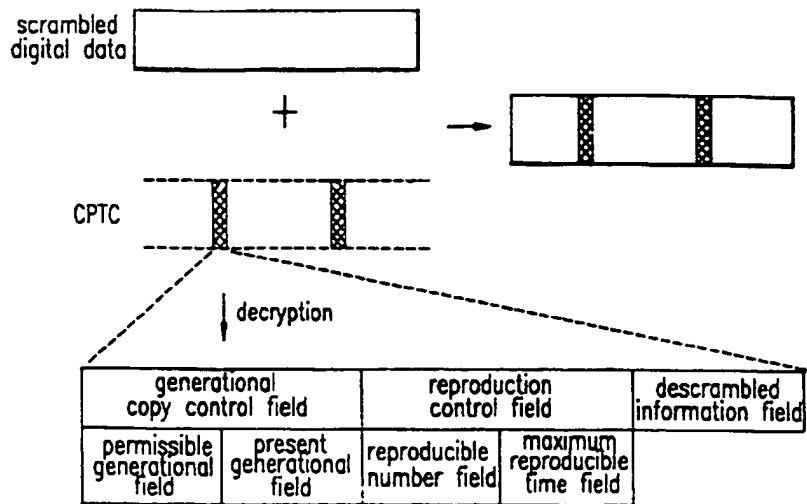 scrambled
digital data
+
CPTC
decryption
generational
copy control field
reproduction
control field
descrambled
information field
permissible
generational
field
present
generational
field
reproducible
number field
maximum
reproducible
time field